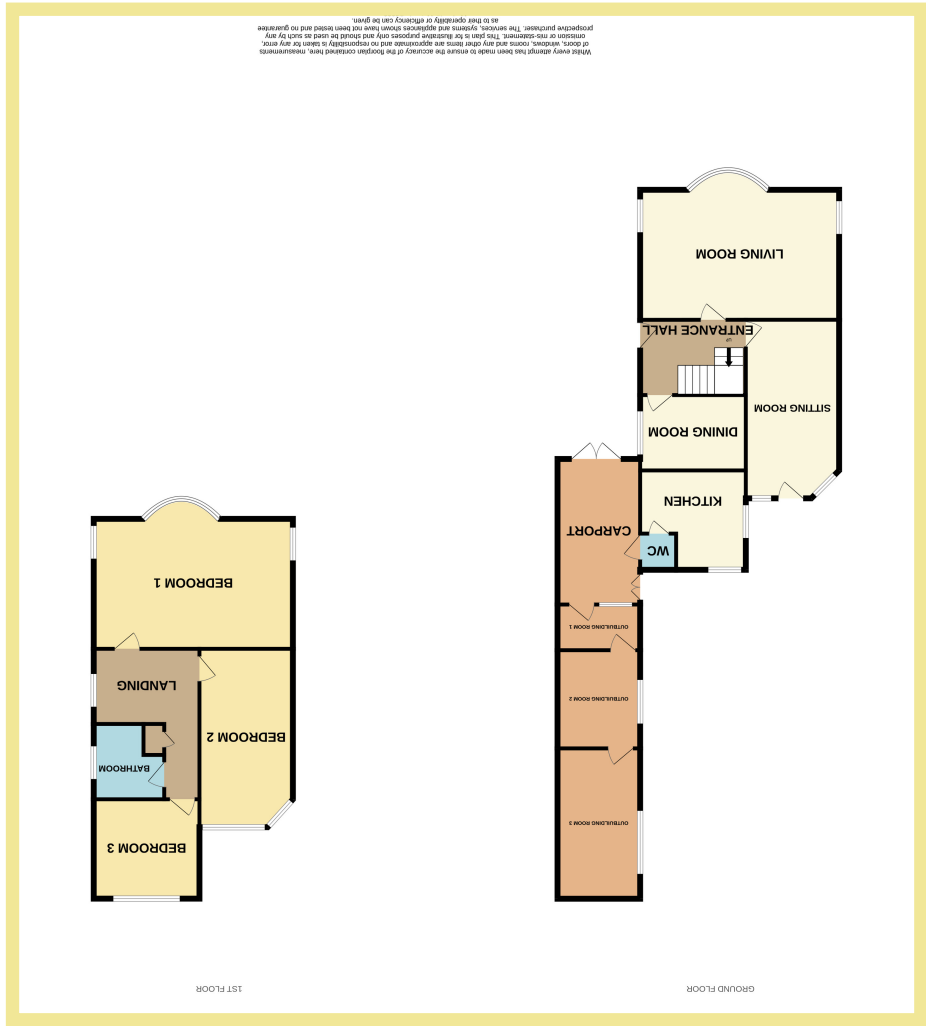 GROUND FLOOR
1ST FLOOR
OUTBUILDING ROOM 3
OUTBUILDING ROOM 2
OUTBUILDING ROOM 1
CARPORT
WC
KITCHEN
DINING ROOM
SITTING ROOM
ENTRANCE HALL
UP
LIVING ROOM
BEDROOM 3
BATHROOM
BEDROOM 2
LANDING
BEDROOM 1
Whilst every attempt has been made to ensure the accuracy of the floorplan contained here, measurements
of doors, windows, rooms and any other items are approximate and no responsibility is taken for any error,
omission or mis-statement. This plan is for illustrative purposes only and should be used as such by any
prospective purchaser. The services, systems and appliances shown have not been tested and no guarantee
as to their operability or efficiency can be given.